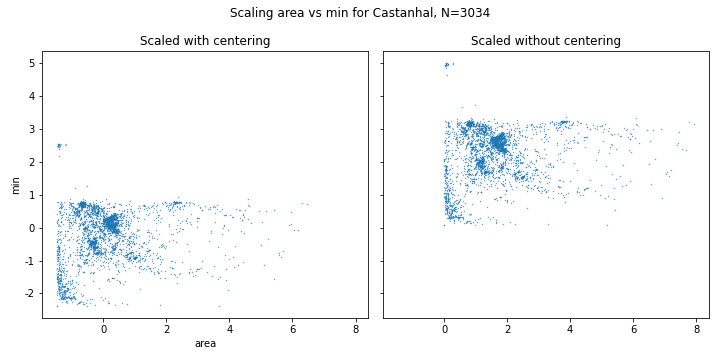 Scaling area vs min for Castanhal, N=3034
Scaled with centering
Scaled without centering
5
4
3
2
1
0
-1
-2
min
0 2 4 6 8
0 2 4 6 8
area